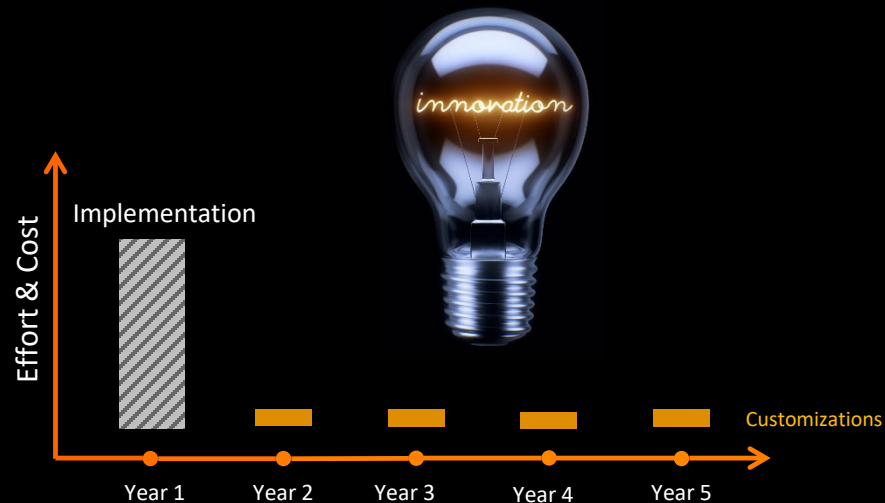 innovation
Implementation
Effort & Cost
Customizations
Year 1
Year 2
Year 3
Year 4
Year 5